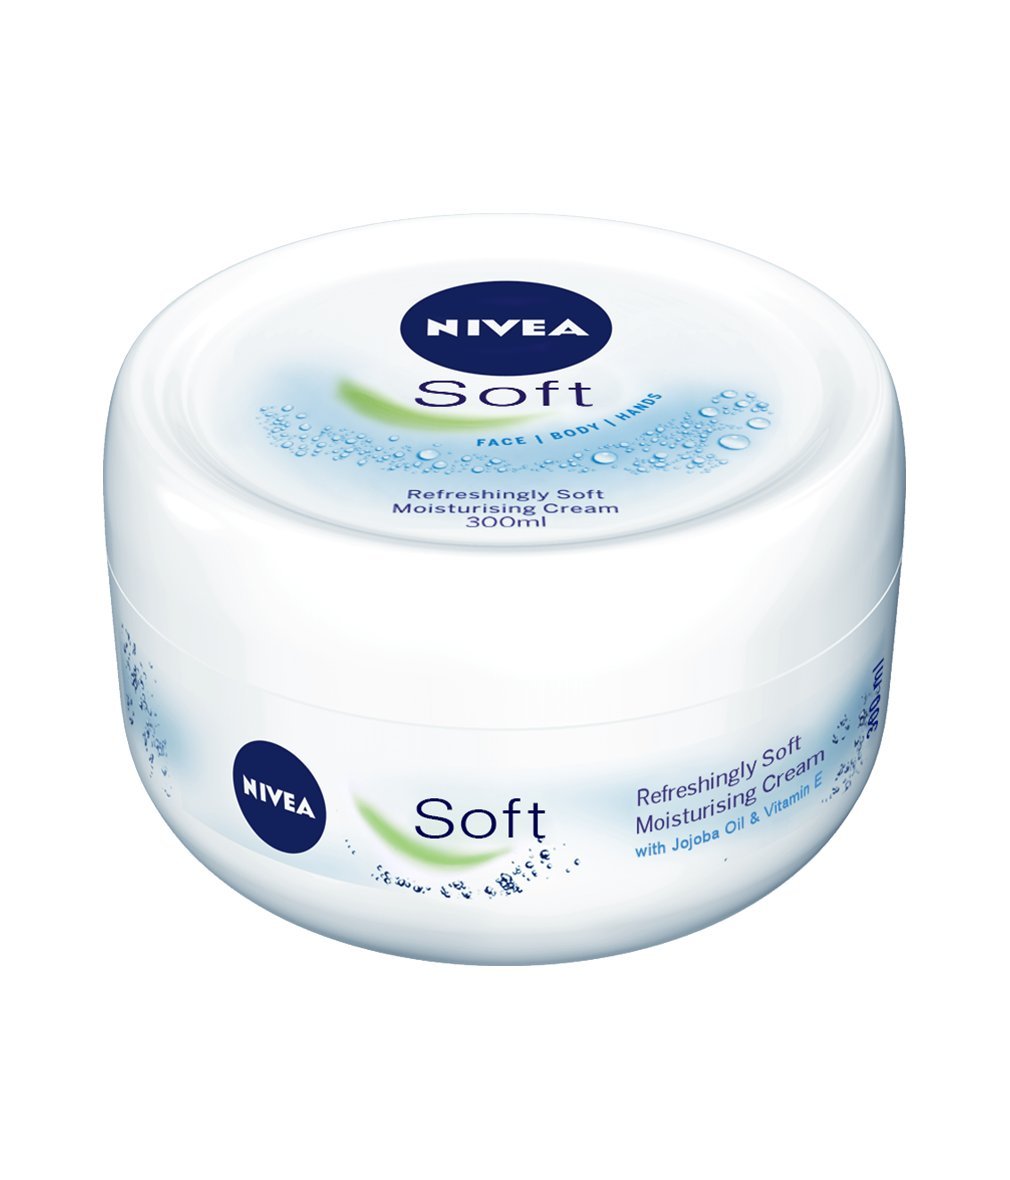 NIVEA
Soft
FACE | BODY | HANDS
Refreshingly Soft
Moisturising Cream
300ml
NIVEA
Soft
Refreshingly Soft
Moisturising Cream
with Jojoba Oil & Vitamin E
300 ml